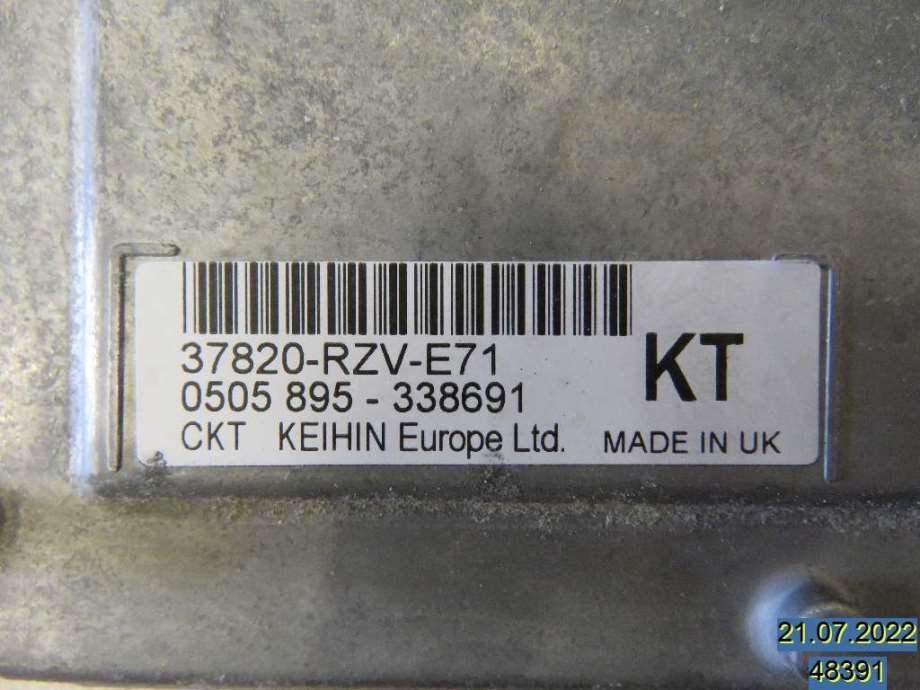 37820-RZV-E71
0505 895 - 338691
KT
CKT KEIHIN Europe Ltd. MADE IN UK
21.07.2022
48391